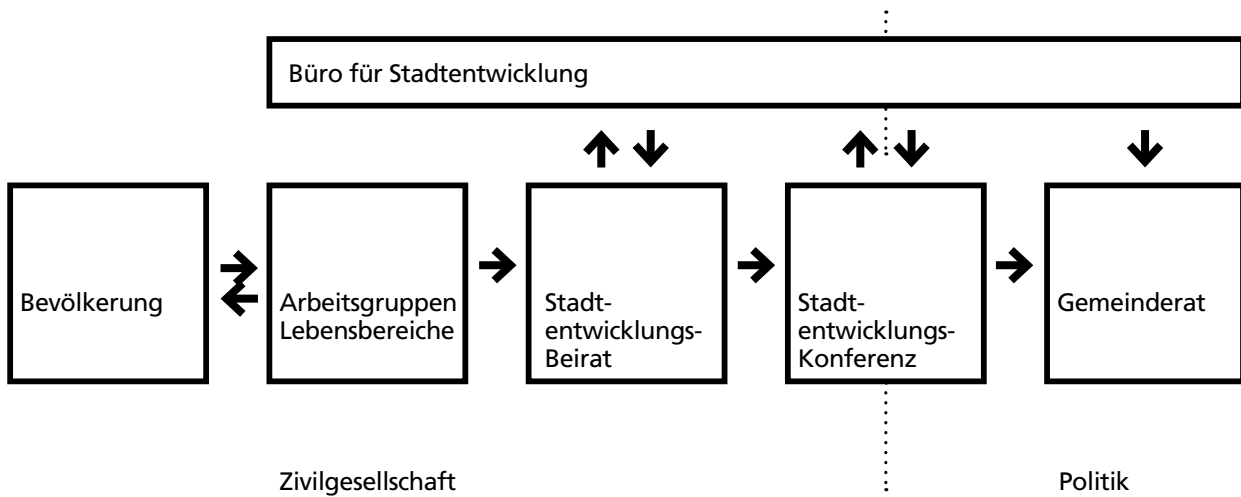 Büro für Stadtentwicklung
Bevölkerung
Arbeitsgruppen
Lebensbereiche
Stadt-
entwicklungs-
Beirat
Stadt-
entwicklungs-
Konferenz
Gemeinderat
Zivilgesellschaft
Politik